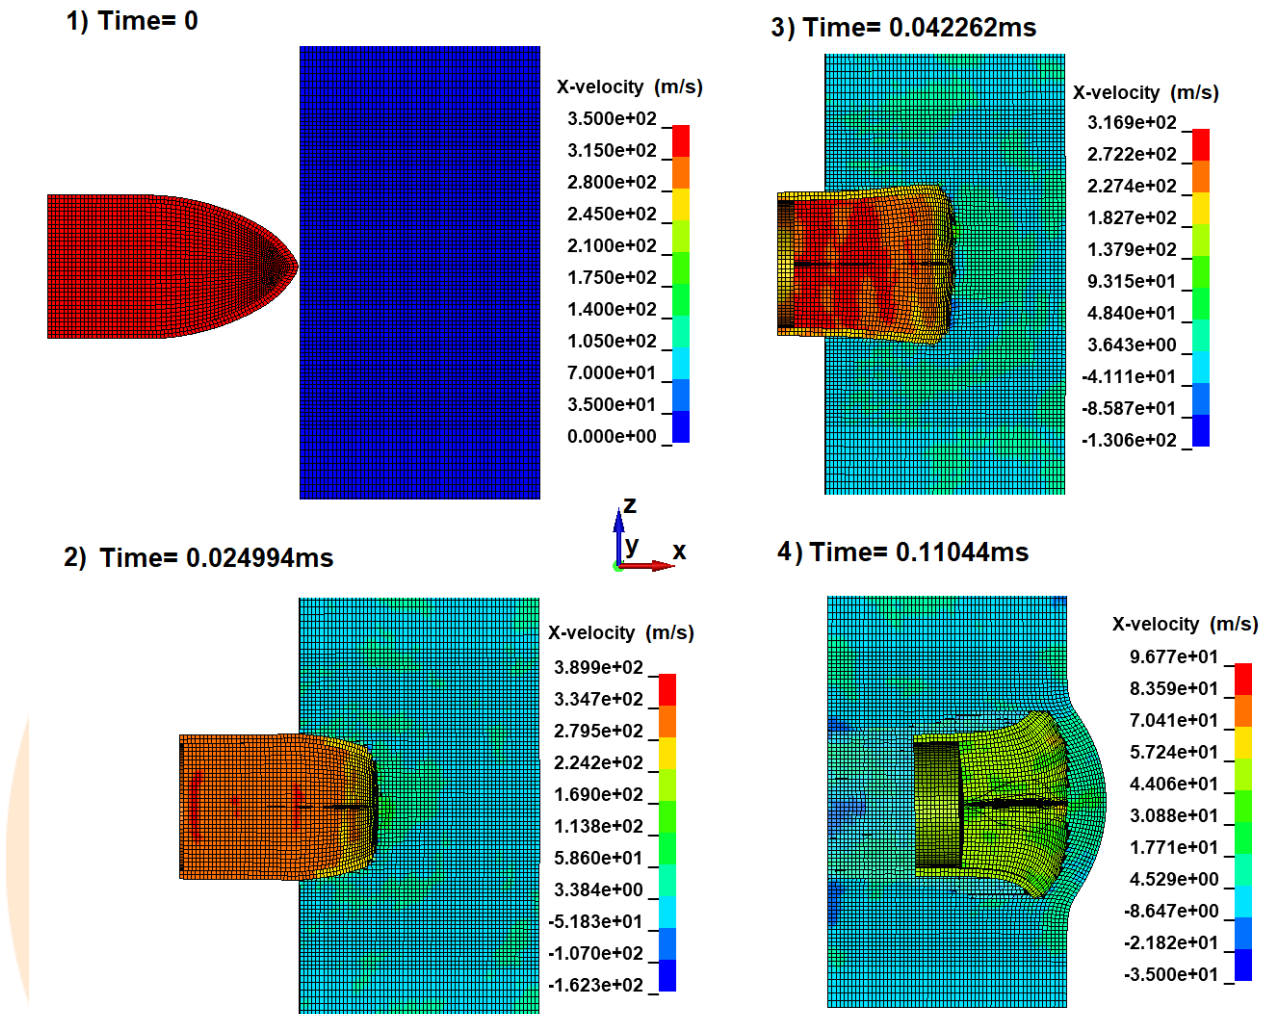 1) Time= 0
X-velocity (m/s)
3.500e+02
3.150e+02
2.800e+02
2.450e+02
2.100e+02
1.750e+02
1.400e+02
1.050e+02
7.000e+01
3.500e+01
0.000e+00
3) Time= 0.042262ms
X-velocity (m/s)
3.169e+02
2.722e+02
2.274e+02
1.827e+02
1.379e+02
9.315e+01
4.840e+01
3.643e+00
-4.111e+01
-8.587e+01
-1.306e+02
z
y
x
2) Time= 0.024994ms
X-velocity (m/s)
3.899e+02
3.347e+02
2.795e+02
2.242e+02
1.690e+02
1.138e+02
5.860e+01
3.384e+00
-5.183e+01
-1.070e+02
-1.623e+02
4) Time= 0.11044ms
X-velocity (m/s)
9.677e+01
8.359e+01
7.041e+01
5.724e+01
4.406e+01
3.088e+01
1.771e+01
4.529e+00
-8.647e+00
-2.182e+01
-3.500e+01